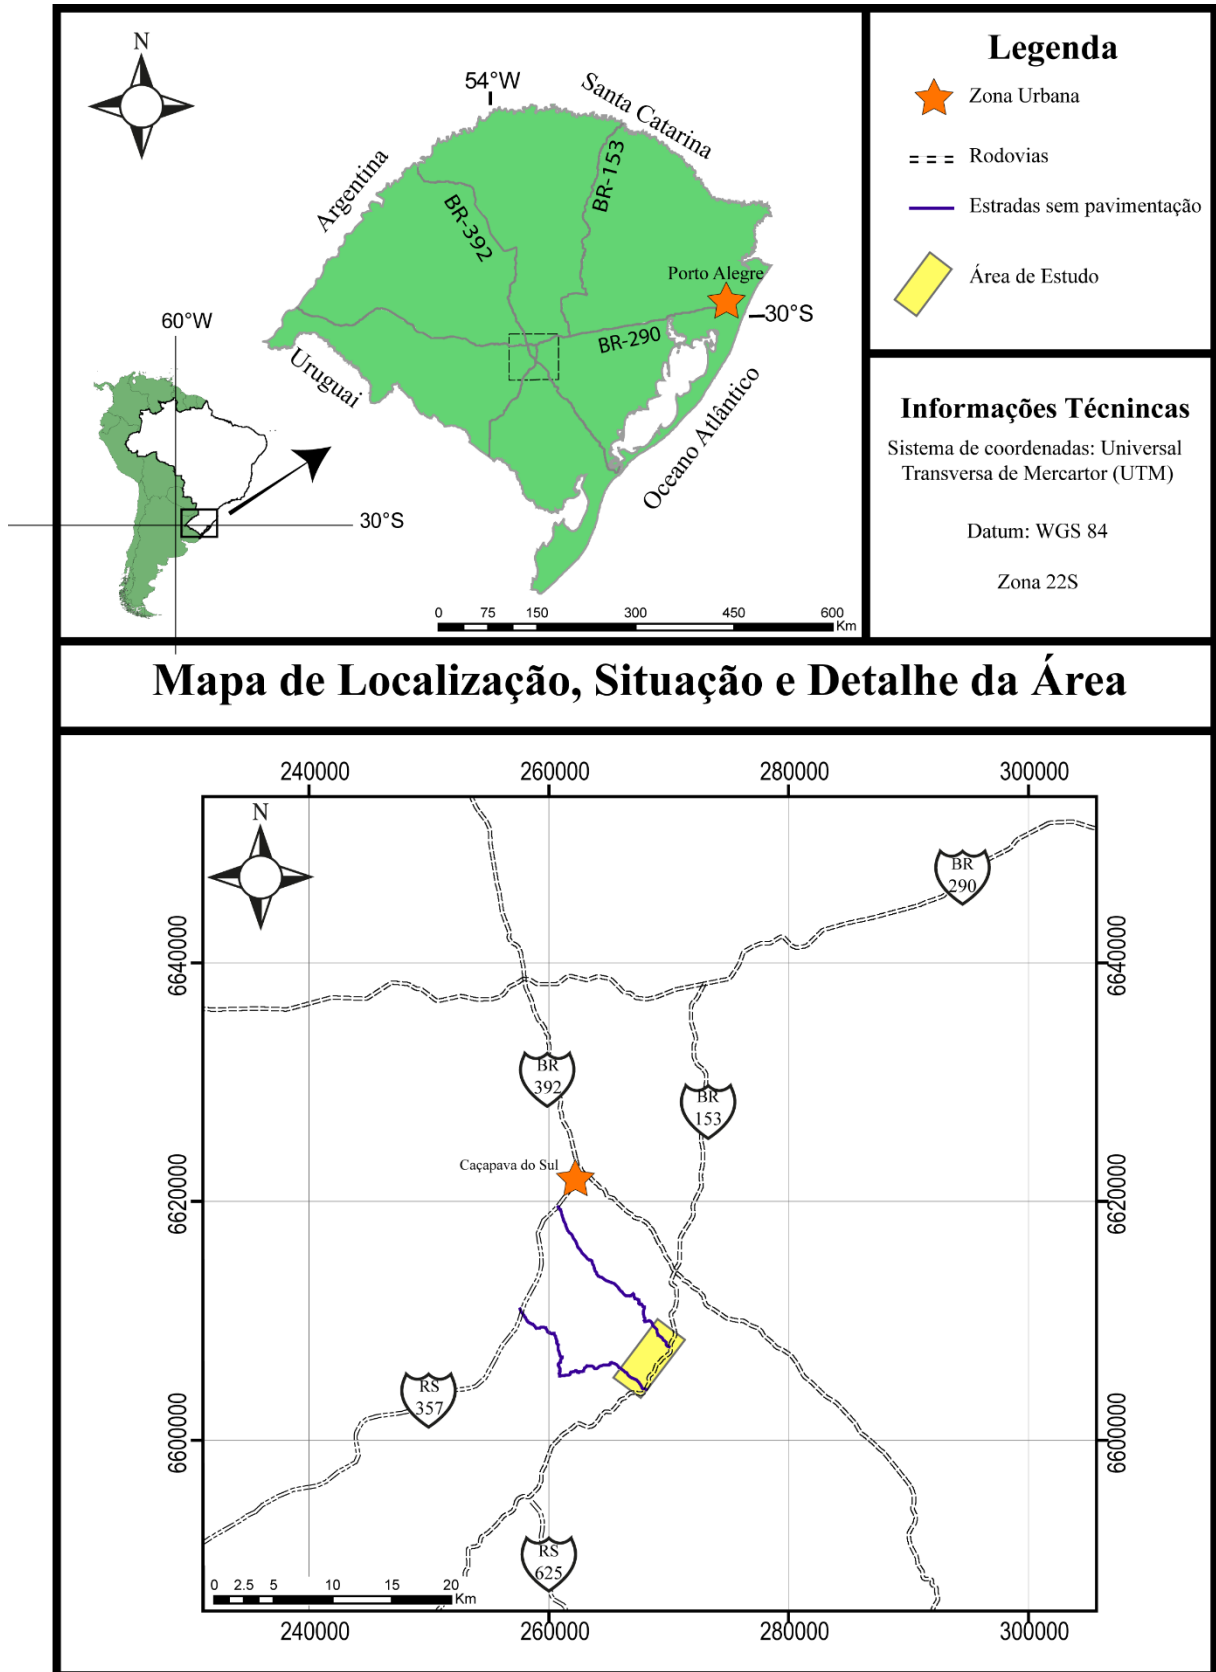 N
54°W
Santa Catarina
Argentina
BR-392
BR-153
Porto Alegre
30°S
BR-290
Uruguai
Oceano Atlântico
60°W
30°S
0 75 150 300 450 600
Km
Legenda
Zona Urbana
Rodovias
Estradas sem pavimentação
Área de Estudo
Informações Técnincas
Sistema de coordenadas: Universal
Transversa de Mercartor (UTM)
Datum: WGS 84
Zona 22S
Mapa de Localização, Situação e Detalhe da Área
240000 260000 280000 300000
N
BR
290
6640000 6640000
BR
392
BR
153
Caçapava do Sul
6620000 6620000
RS
357
6600000 6600000
RS
625
0 2.5 5 10 15 20
Km
240000 260000 280000 300000